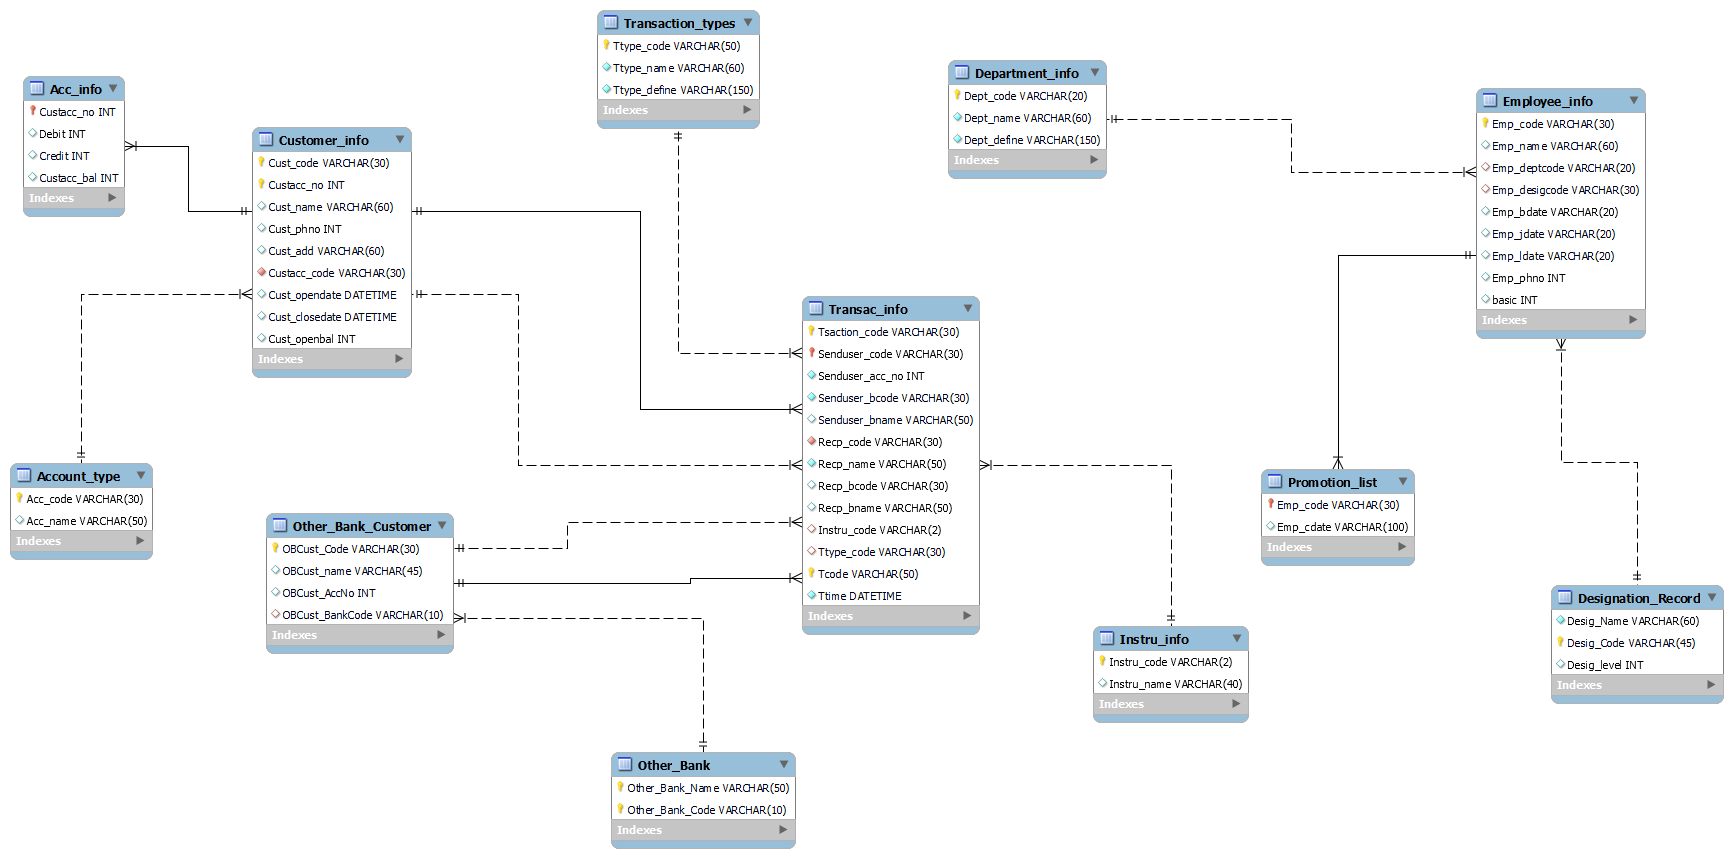 Transaction_types
Ttype_code VARCHAR(50)
Ttype_name VARCHAR(60)
Ttype_define VARCHAR(150)
Indexes
Department_info
Dept_code VARCHAR(20)
Dept_name VARCHAR(60)
Dept_define VARCHAR(150)
Indexes
Acc_info
Custacc_no INT
Debit INT
Credit INT
Custacc_bal INT
Indexes
Employee_info
Emp_code VARCHAR(30)
Emp_name VARCHAR(60)
Emp_deptcode VARCHAR(20)
Emp_desigcode VARCHAR(30)
Emp_bdate VARCHAR(20)
Emp_jdate VARCHAR(20)
Emp_ldate VARCHAR(20)
Emp_phno INT
basic INT
Indexes
Customer_info
Cust_code VARCHAR(30)
Custacc_no INT
Cust_name VARCHAR(60)
Cust_phno INT
Cust_add VARCHAR(60)
Custacc_code VARCHAR(30)
Cust_opendate DATETIME
Cust_closedate DATETIME
Cust_openbal INT
Indexes
Transac_info
Tsaction_code VARCHAR(30)
Senduser_code VARCHAR(30)
Senduser_acc_no INT
Senduser_bcode VARCHAR(30)
Senduser_bname VARCHAR(50)
Recp_code VARCHAR(30)
Recp_name VARCHAR(50)
Recp_bcode VARCHAR(30)
Recp_bname VARCHAR(50)
Instru_code VARCHAR(2)
Ttype_code VARCHAR(30)
Tcode VARCHAR(50)
Ttime DATETIME
Indexes
Account_type
Acc_code VARCHAR(30)
Acc_name VARCHAR(50)
Indexes
Promotion_list
Emp_code VARCHAR(30)
Emp_cdate VARCHAR(100)
Indexes
Other_Bank_Customer
OBCust_Code VARCHAR(30)
OBCust_name VARCHAR(45)
OBCust_AccNo INT
OBCust_BankCode VARCHAR(10)
Indexes
Designation_Record
Desig_Name VARCHAR(60)
Desig_Code VARCHAR(45)
Desig_level INT
Indexes
Instru_info
Instru_code VARCHAR(2)
Instru_name VARCHAR(40)
Indexes
Other_Bank
Other_Bank_Name VARCHAR(50)
Other_Bank_Code VARCHAR(10)
Indexes